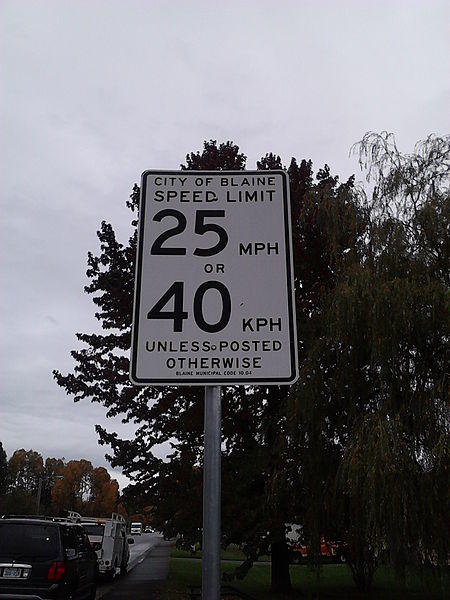 CITY OF BLAINE
SPEED LIMIT
25 MPH
OR
40 KPH
UNLESS POSTED
OTHERWISE
BLAINE MUNICIPAL CODE 10.04